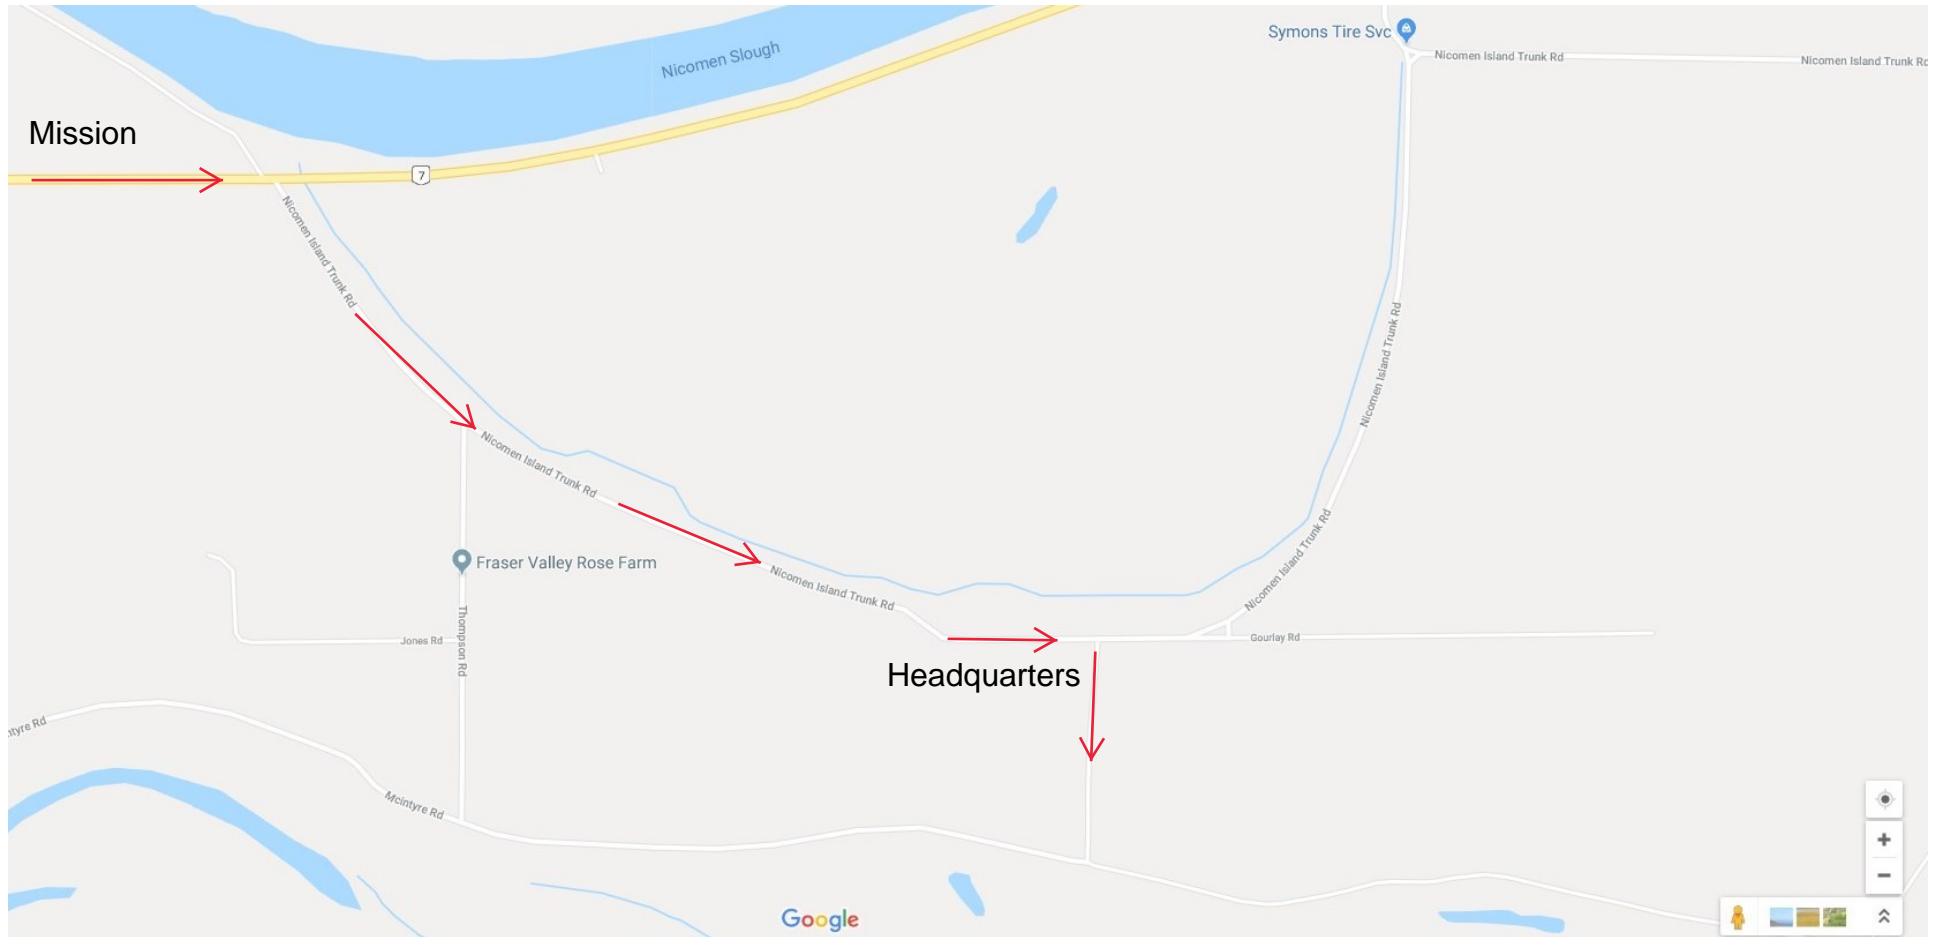 Symons Tire Svc
Nicomen Slough
Nicomen Island Trunk Rd
Nicomen Island Trunk Rd
Mission
7
Nicomen Island Trunk Rd
Nicomen Island Trunk Rd
Nicomen Island Trunk Rd
Nicomen Island Trunk Rd
Fraser Valley Rose Farm
Nicomen Island Trunk Rd
Thompson Rd
Jones Rd
Gourlay Rd
Headquarters
ntyre Rd
Mcintyre Rd
Google